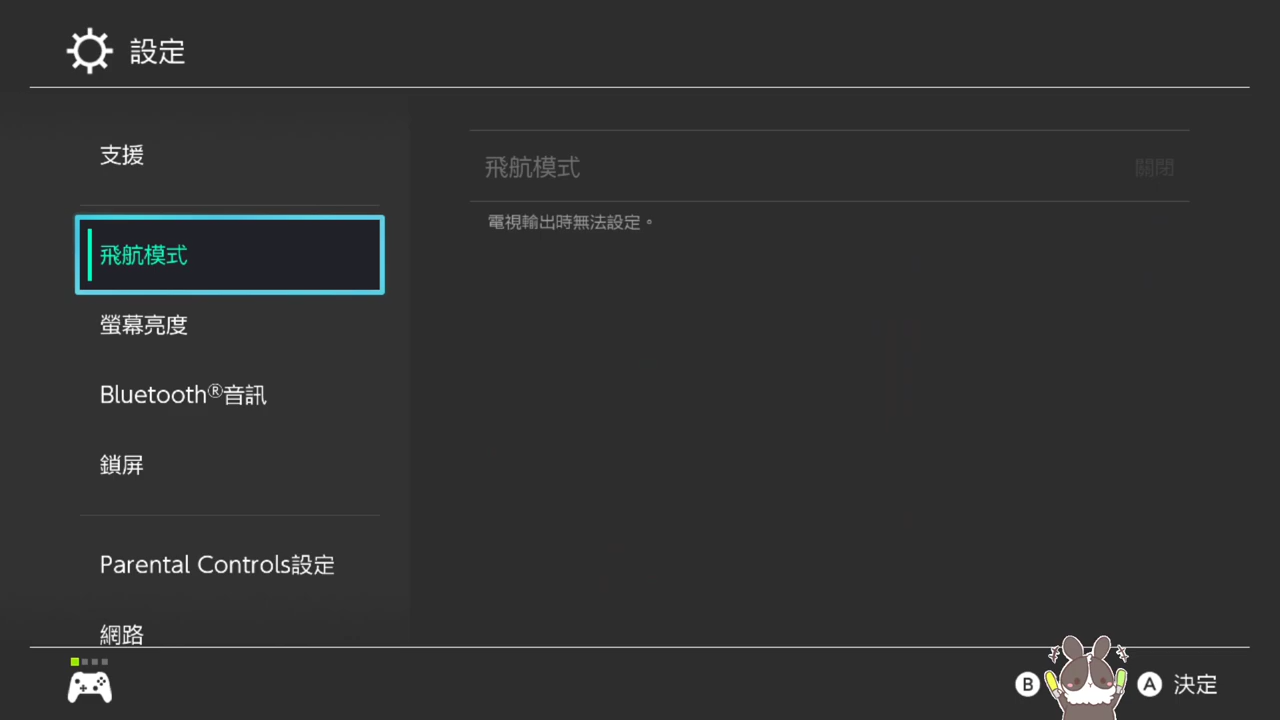 設定
支援
飛航模式
螢幕亮度
Bluetooth®音訊
鎖屏
Parental Controls設定
網路
飛航模式 關閉
電視輸出時無法設定。
B A 決定